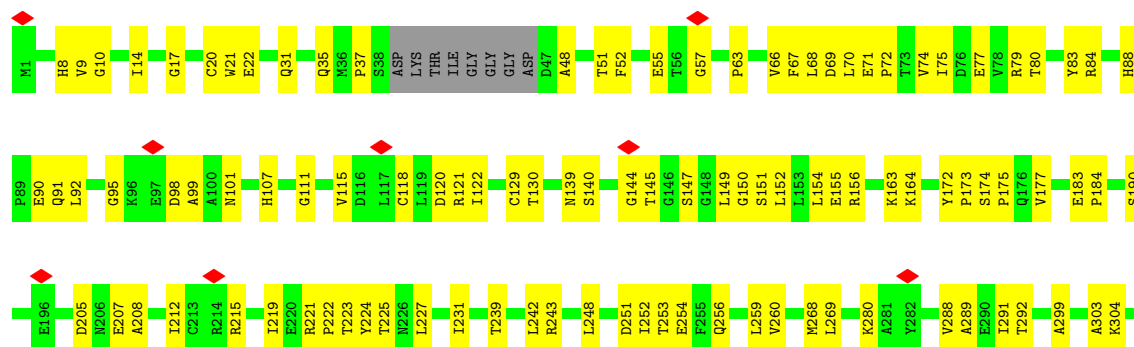 M1 H8 V9 G10 I14 G17 C20 W21 E22 Q31 Q35 M36 P37 S38 ASP LYS THR ILE GLY GLY GLY ASP D47 A48 T51 F52 E55 T56 G57 P63 V66 F67 L68 D69 L70 E71 P72 T73 V74 I75 D76 E77 V78 R79 T80 Y83 R84 H88
P89 E90 Q91 L92 G95 K96 E97 D98 A99 A100 N101 H107 G111 V115 D116 L117 C118 L119 D120 R121 I122 C129 T130 N139 S140 G144 T145 G146 S147 G148 L149 G150 S151 L152 L153 L154 E155 R156 K163 K164 Y172 P173 S174 P175 Q176 V177 E183 P184
E196 D205 N206 E207 A208 I212 C213 R214 R215 I219 E220 R221 P222 T223 Y224 T225 N226 L227 I231 T239 L242 R243 L248 D251 I252 T253 E254 F255 Q256 L259 V260 M268 L269 K280 A281 Y282 V288 A289 E290 I291 T292 A299 A303 K304